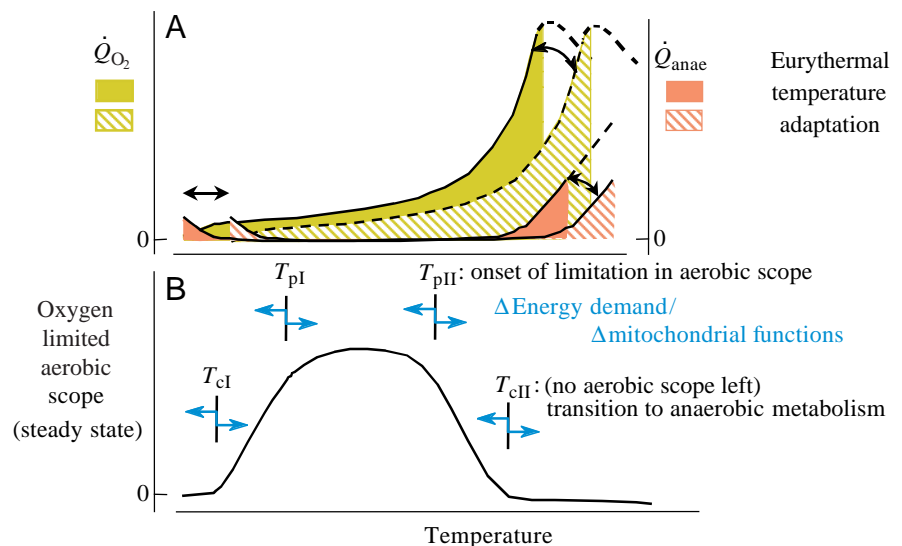 A
Q̇O₂
Q̇anae
Eurythermal
temperature
adaptation
0
0
B
TpI
TpII: onset of limitation in aerobic scope
ΔEnergy demand/
Δmitochondrial functions
Oxygen
limited
aerobic
scope
(steady state)
TcI
TcII: (no aerobic scope left)
transition to anaerobic metabolism
0
Temperature